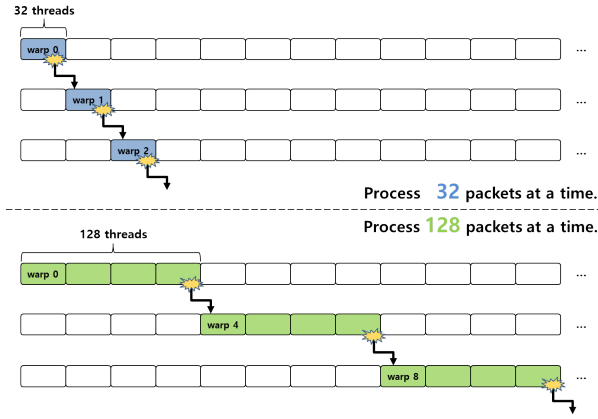 32 threads
warp 0
...
warp 1
...
warp 2
...
Process 32 packets at a time.
Process 128 packets at a time.
128 threads
warp 0
...
warp 4
...
warp 8
...